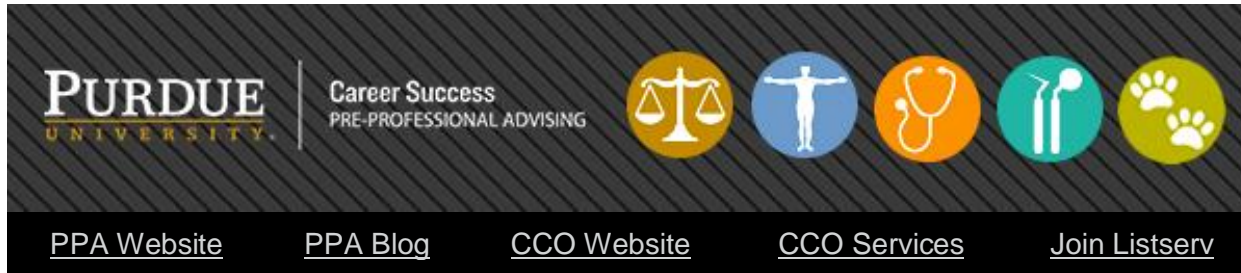 PURDUE
UNIVERSITY.
Career Success
PRE-PROFESSIONAL ADVISING
PPA Website PPA Blog CCO Website CCO Services Join Listserv